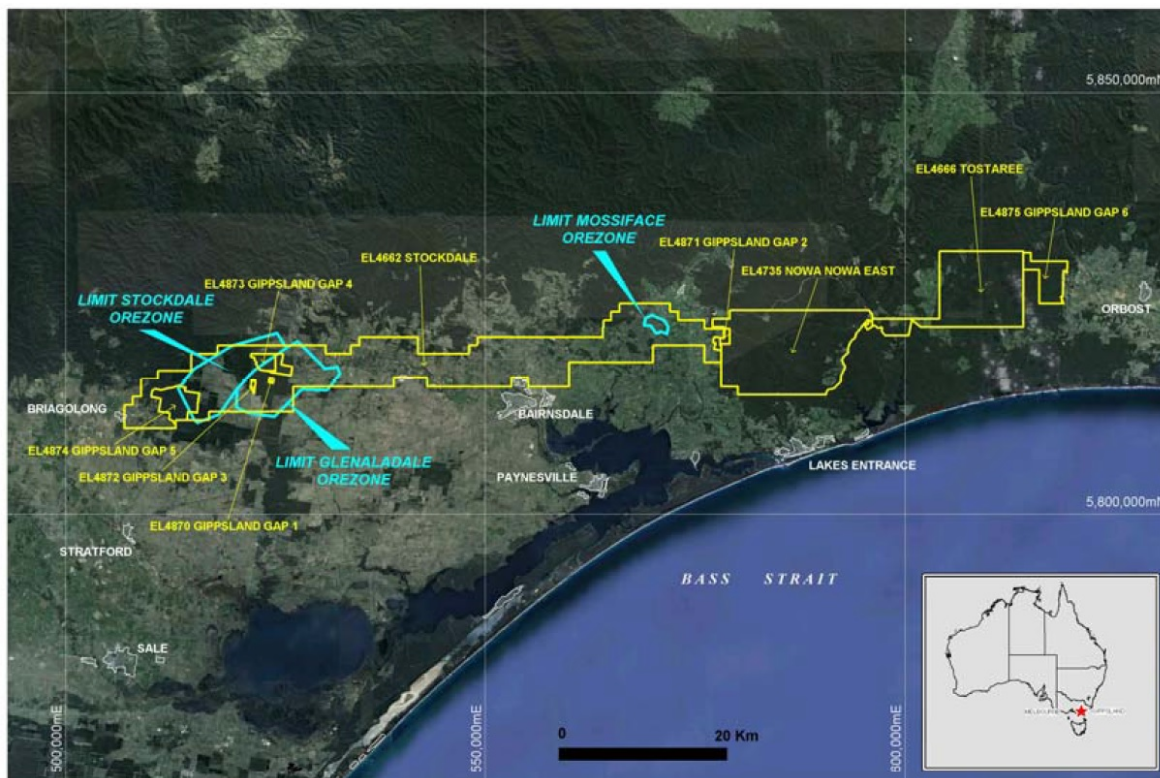 5,850,000mN
EL4666 TOSTAREE
EL4875 GIPPSLAND GAP 6
LIMIT MOSSIFACE
OREZONE
EL4871 GIPPSLAND GAP 2
EL4662 STOCKDALE
EL4735 NOWA NOWA EAST
EL4873 GIPPSLAND GAP 4
LIMIT STOCKDALE
OREZONE
ORBOST
BRIAGOLONG
BAIRNSDALE
EL4874 GIPPSLAND GAP 5
LIMIT GLENALADALE
OREZONE
LAKES ENTRANCE
EL4872 GIPPSLAND GAP 3
PAYNESVILLE
5,800,000mN
EL4870 GIPPSLAND GAP 1
STRATFORD
BASS STRAIT
SALE
500,000mE
550,000mE
600,000mE
0 20 Km
MELBOURNE
GIPPSLAND